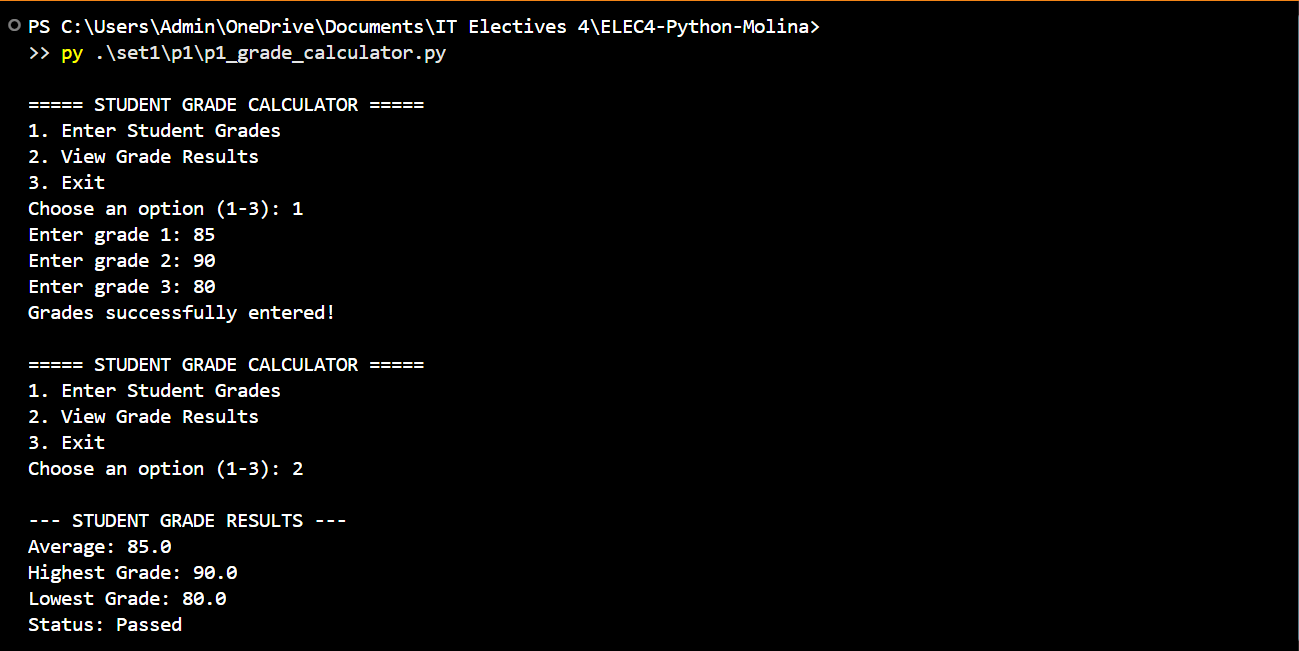 PS C:\Users\Admin\OneDrive\Documents\IT Electives 4\ELEC4-Python-Molina>
>> py .\set1\p1\p1_grade_calculator.py
===== STUDENT GRADE CALCULATOR =====
1. Enter Student Grades
2. View Grade Results
3. Exit
Choose an option (1-3): 1
Enter grade 1: 85
Enter grade 2: 90
Enter grade 3: 80
Grades successfully entered!
===== STUDENT GRADE CALCULATOR =====
1. Enter Student Grades
2. View Grade Results
3. Exit
Choose an option (1-3): 2
--- STUDENT GRADE RESULTS ---
Average: 85.0
Highest Grade: 90.0
Lowest Grade: 80.0
Status: Passed